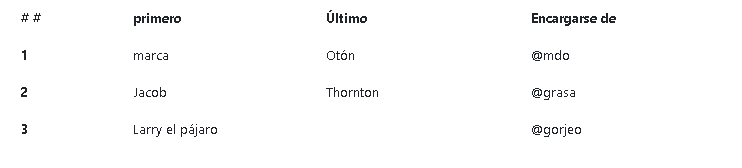 # # primero Último Encargarse de
1 marca Otón @mdo
2 Jacob Thornton @grasa
3 Larry el pájaro @gorjeo